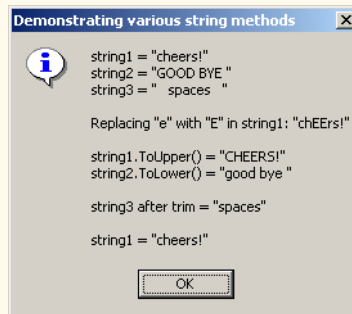 Demonstrating various string methods
string1 = "cheers!"
string2 = "GOOD BYE "
string3 = "   spaces   "
Replacing "e" with "E" in string1: "chEErs!"
string1.ToUpper() = "CHEERS!"
string2.ToLower() = "good bye "
string3 after trim = "spaces"
string1 = "cheers!"
OK